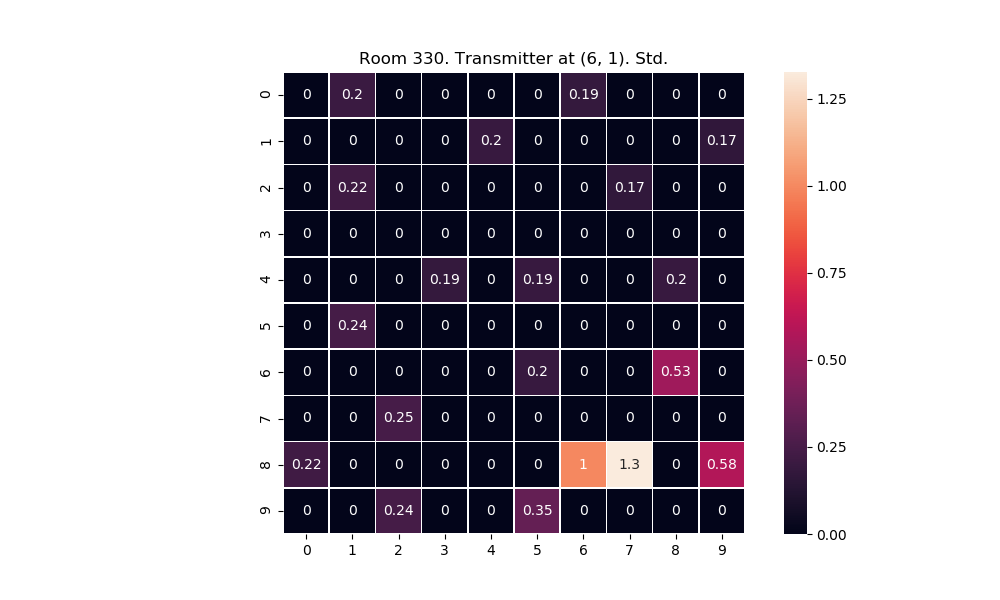 Room 330. Transmitter at (6, 1). Std.
0 0 0.2 0 0 0 0 0.19 0 0 0
1 0 0 0 0 0.2 0 0 0 0 0.17
2 0 0.22 0 0 0 0 0 0.17 0 0
3 0 0 0 0 0 0 0 0 0 0
4 0 0 0 0.19 0 0.19 0 0 0.2 0
5 0 0.24 0 0 0 0 0 0 0 0
6 0 0 0 0 0 0.2 0 0 0.53 0
7 0 0 0.25 0 0 0 0 0 0 0
8 0.22 0 0 0 0 0 1 1.3 0 0.58
9 0 0 0.24 0 0 0.35 0 0 0 0
0 1 2 3 4 5 6 7 8 9
1.25
1.00
0.75
0.50
0.25
0.00